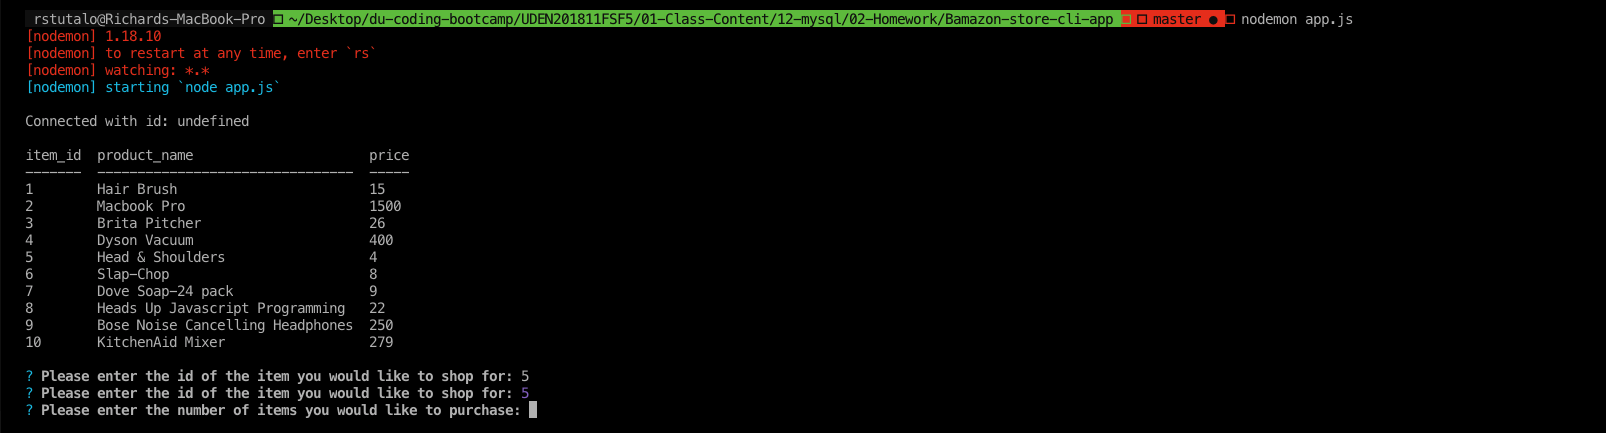 rstutalo@Richards-MacBook-Pro ~/Desktop/du-coding-bootcamp/UDEN201811FSF5/01-Class-Content/12-mysql/02-Homework/Bamazon-store-cli-app master ● nodemon app.js
[nodemon] 1.18.10
[nodemon] to restart at any time, enter `rs`
[nodemon] watching: *.*
[nodemon] starting `node app.js`
Connected with id: undefined
item_id  product_name                      price
-------  --------------------------------  -----
1        Hair Brush                        15
2        Macbook Pro                       1500
3        Brita Pitcher                     26
4        Dyson Vacuum                      400
5        Head & Shoulders                  4
6        Slap-Chop                         8
7        Dove Soap-24 pack                 9
8        Heads Up Javascript Programming   22
9        Bose Noise Cancelling Headphones  250
10       KitchenAid Mixer                  279
? Please enter the id of the item you would like to shop for: 5
? Please enter the id of the item you would like to shop for: 5
? Please enter the number of items you would like to purchase: